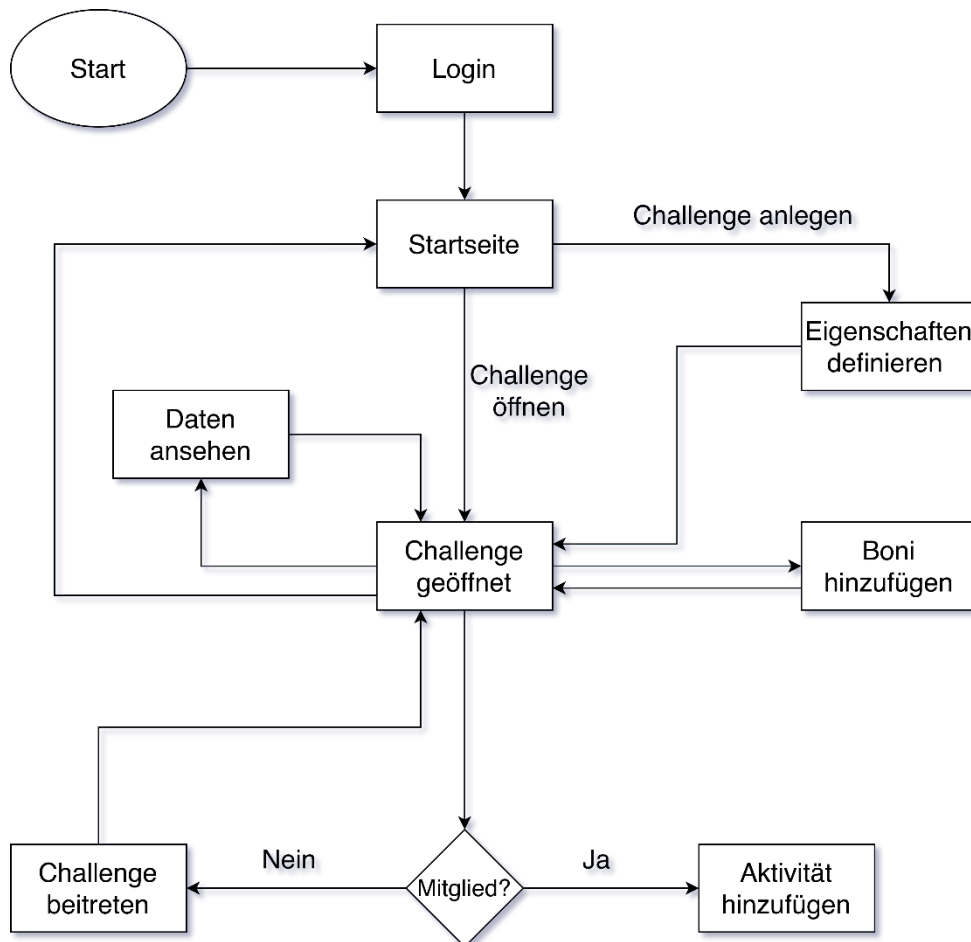 Start
Login
Startseite
Challenge anlegen
Eigenschaften
definieren
Challenge
öffnen
Daten
ansehen
Challenge
geöffnet
Boni
hinzufügen
Nein
Ja
Challenge
beitreten
Mitglied?
Aktivität
hinzufügen